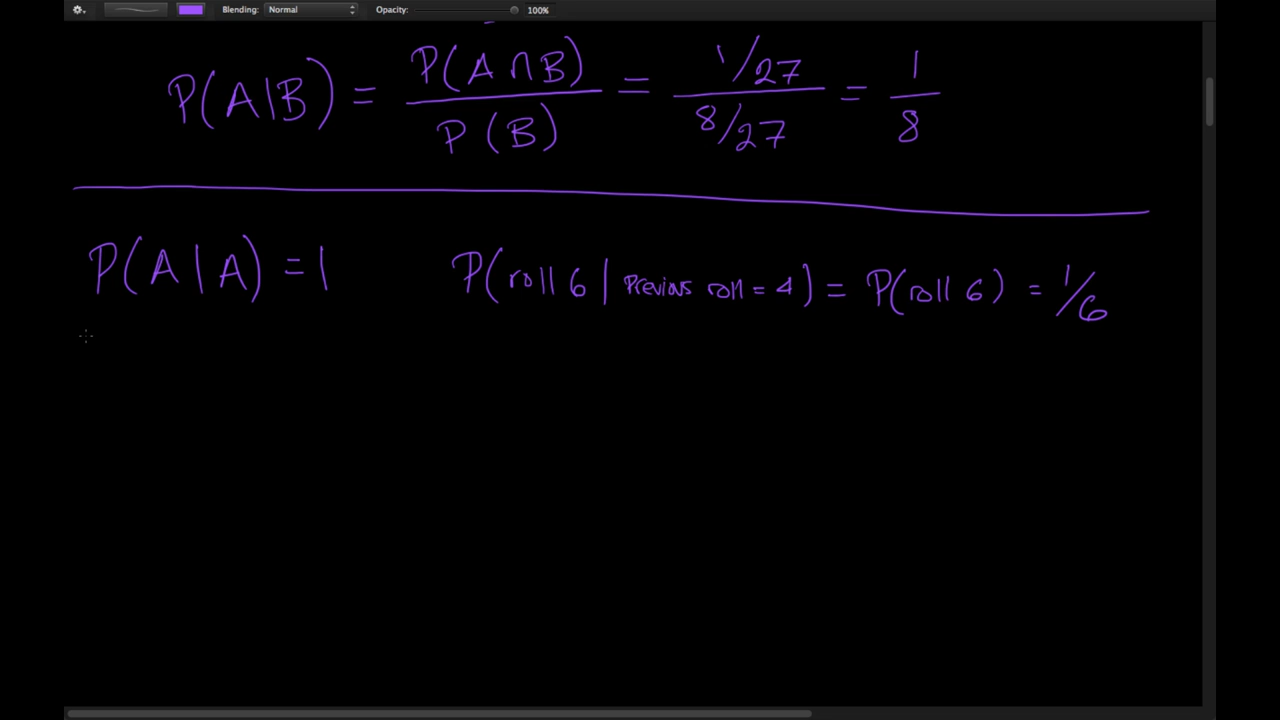 Blending: Normal Opacity: 100%
P(A|B) = P(A∩B) / P(B) = 1/27 / 8/27 = 1/8
P(A|A) = 1 P(roll 6 | Previous roll = 4) = P(roll 6) = 1/6